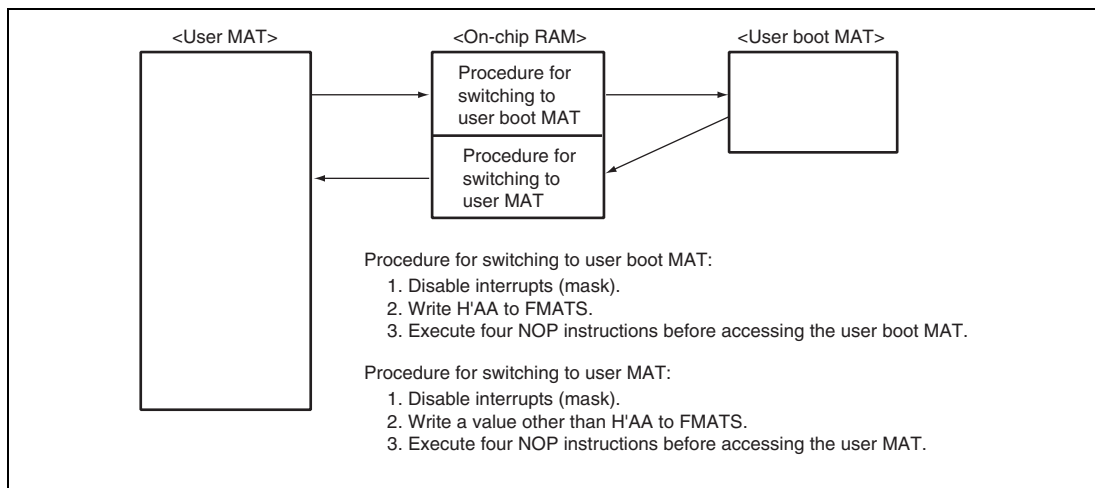 <User MAT>
<On-chip RAM>
<User boot MAT>
Procedure for
switching to
user boot MAT
Procedure for
switching to
user MAT
Procedure for switching to user boot MAT:
1. Disable interrupts (mask).
2. Write H'AA to FMATS.
3. Execute four NOP instructions before accessing the user boot MAT.
Procedure for switching to user MAT:
1. Disable interrupts (mask).
2. Write a value other than H'AA to FMATS.
3. Execute four NOP instructions before accessing the user MAT.